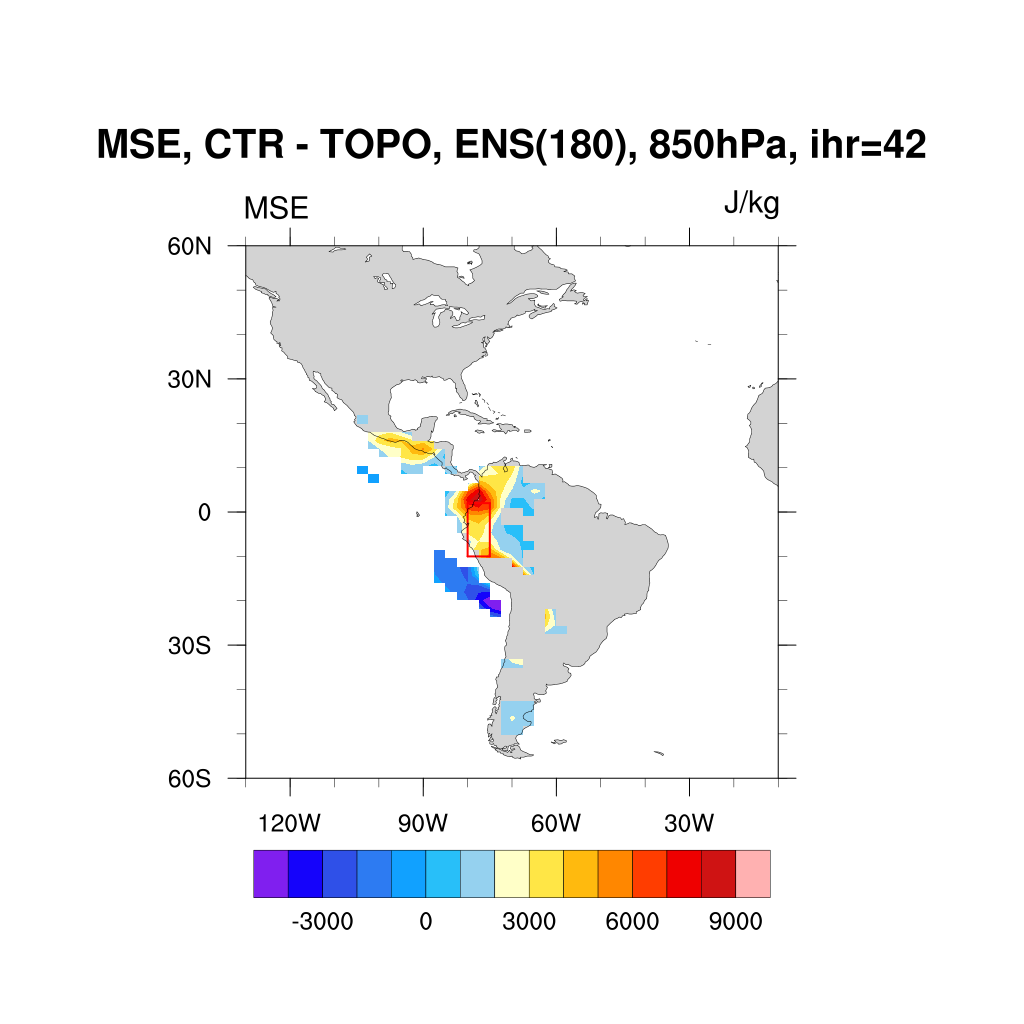 MSE, CTR - TOPO, ENS(180), 850hPa, ihr=42
MSE J/kg
60N
30N
0
30S
60S
120W 90W 60W 30W
-3000 0 3000 6000 9000